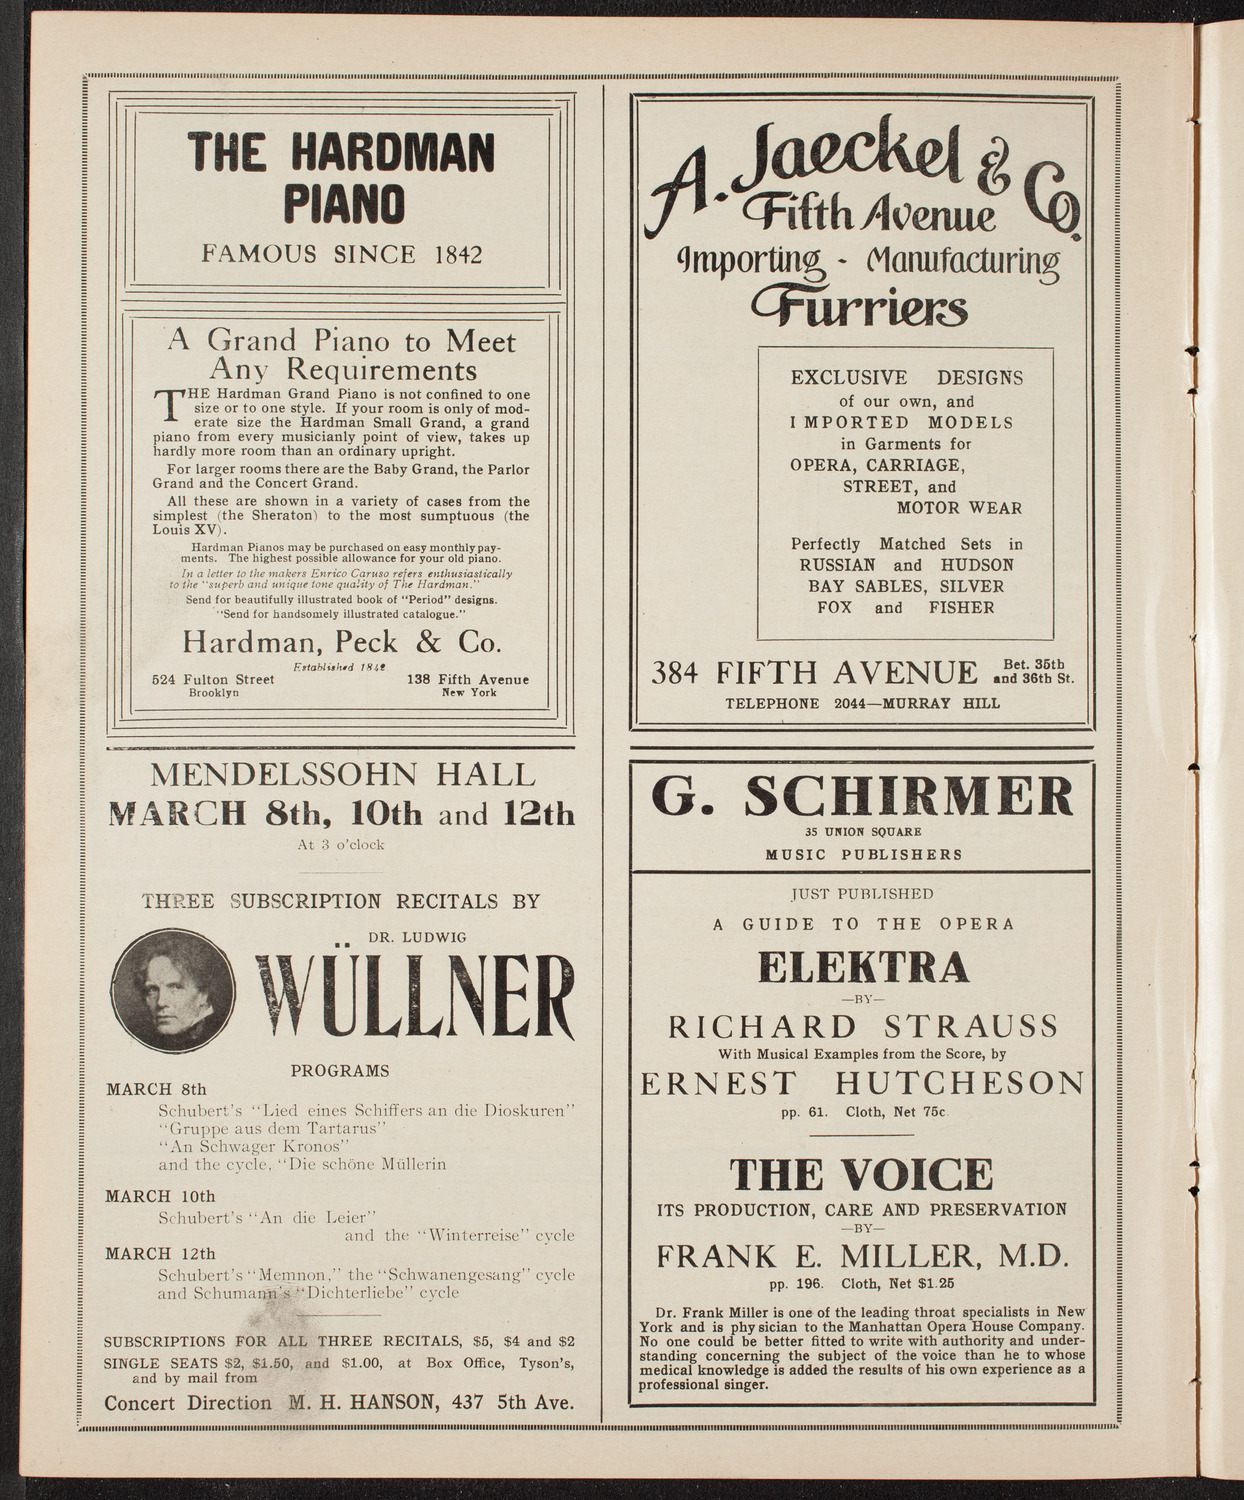 THE HARDMAN
PIANO
FAMOUS SINCE 1842
A Grand Piano to Meet
Any Requirements
THE Hardman Grand Piano is not confined to one
size or to one style. If your room is only of mod-
erate size the Hardman Small Grand, a grand
piano from every musicianly point of view, takes up
hardly more room than an ordinary upright.
For larger rooms there are the Baby Grand, the Parlor
Grand and the Concert Grand.
All these are shown in a variety of cases from the
simplest (the Sheraton) to the most sumptuous (the
Louis XV).
Hardman Pianos may be purchased on easy monthly pay-
ments. The highest possible allowance for your old piano.
In a letter to the makers Enrico Caruso refers enthusiastically
to the "superb and unique tone quality of The Hardman."
Send for beautifully illustrated book of "Period" designs.
"Send for handsomely illustrated catalogue."
Hardman, Peck & Co.
Established 1842.
524 Fulton Street 138 Fifth Avenue
Brooklyn New York
MENDELSSOHN HALL
MARCH 8th, 10th and 12th
At 3 o'clock
THREE SUBSCRIPTION RECITALS BY
DR. LUDWIG
WÜLLNER
PROGRAMS
MARCH 8th
Schubert's "Lied eines Schiffers an die Dioskuren"
"Gruppe aus dem Tartarus"
"An Schwager Kronos"
and the cycle, "Die schöne Müllerin
MARCH 10th
Schubert's "An die Leier"
and the "Winterreise" cycle
MARCH 12th
Schubert's "Memnon," the "Schwanengesang" cycle
and Schumann's "Dichterliebe" cycle
SUBSCRIPTIONS FOR ALL THREE RECITALS, $5, $4 and $2
SINGLE SEATS $2, $1.50, and $1.00, at Box Office, Tyson's,
and by mail from
Concert Direction M. H. HANSON, 437 5th Ave.
A. Jaeckel & Co.
Fifth Avenue
Importing - Manufacturing
Furriers
EXCLUSIVE DESIGNS
of our own, and
IMPORTED MODELS
in Garments for
OPERA, CARRIAGE,
STREET, and
MOTOR WEAR
Perfectly Matched Sets in
RUSSIAN and HUDSON
BAY SABLES, SILVER
FOX and FISHER
384 FIFTH AVENUE Bet. 35th
and 36th St.
TELEPHONE 2044—MURRAY HILL
G. SCHIRMER
35 UNION SQUARE
MUSIC PUBLISHERS
JUST PUBLISHED
A GUIDE TO THE OPERA
ELEKTRA
—BY—
RICHARD STRAUSS
With Musical Examples from the Score, by
ERNEST HUTCHESON
pp. 61. Cloth, Net 75c.
THE VOICE
ITS PRODUCTION, CARE AND PRESERVATION
—BY—
FRANK E. MILLER, M.D.
pp. 196. Cloth, Net $1.25
Dr. Frank Miller is one of the leading throat specialists in New
York and is physician to the Manhattan Opera House Company.
No one could be better fitted to write with authority and under-
standing concerning the subject of the voice than he to whose
medical knowledge is added the results of his own experience as a
professional singer.